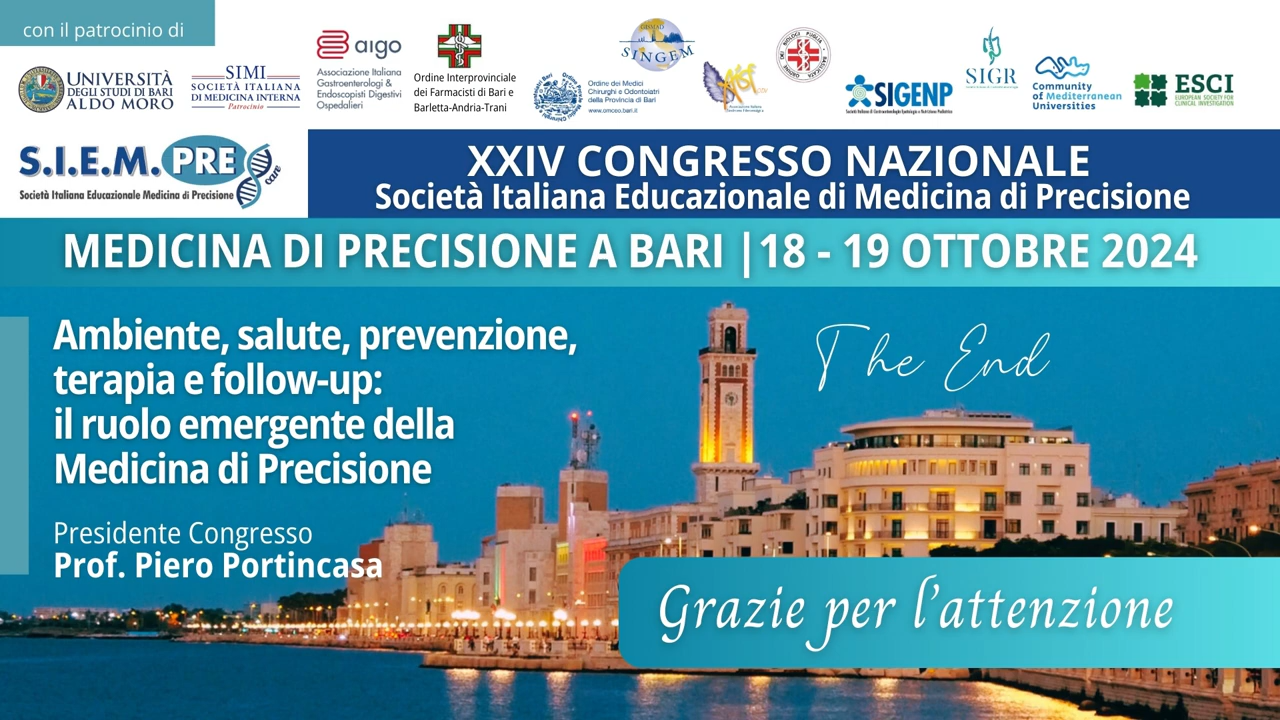 con il patrocinio di
UNIVERSITÀ
DEGLI STUDI DI BARI
ALDO MORO
SIMI
SOCIETÀ ITALIANA
DI MEDICINA INTERNA
Patrocinio
aigo
Associazione Italiana
Gastroenterologi &
Endoscopisti Digestivi
Ospedalieri
Ordine Interprovinciale
dei Farmacisti di Bari e
Barletta-Andria-Trani
Ordine dei Medici
Chirurghi e Odontoiatri
della Provincia di Bari
www.omceo.bari.it
SINGEM
SIGENP
SIGR
Community
of Mediterranean
Universities
ESCI
EUROPEAN SOCIETY FOR
CLINICAL INVESTIGATION
S.I.E.M.PRE
care
Società Italiana Educazionale Medicina di Precisione
XXIV CONGRESSO NAZIONALE
Società Italiana Educazionale di Medicina di Precisione
MEDICINA DI PRECISIONE A BARI |18 - 19 OTTOBRE 2024
Ambiente, salute, prevenzione,
terapia e follow-up:
il ruolo emergente della
Medicina di Precisione
The End
Presidente Congresso
Prof. Piero Portincasa
Grazie per l'attenzione